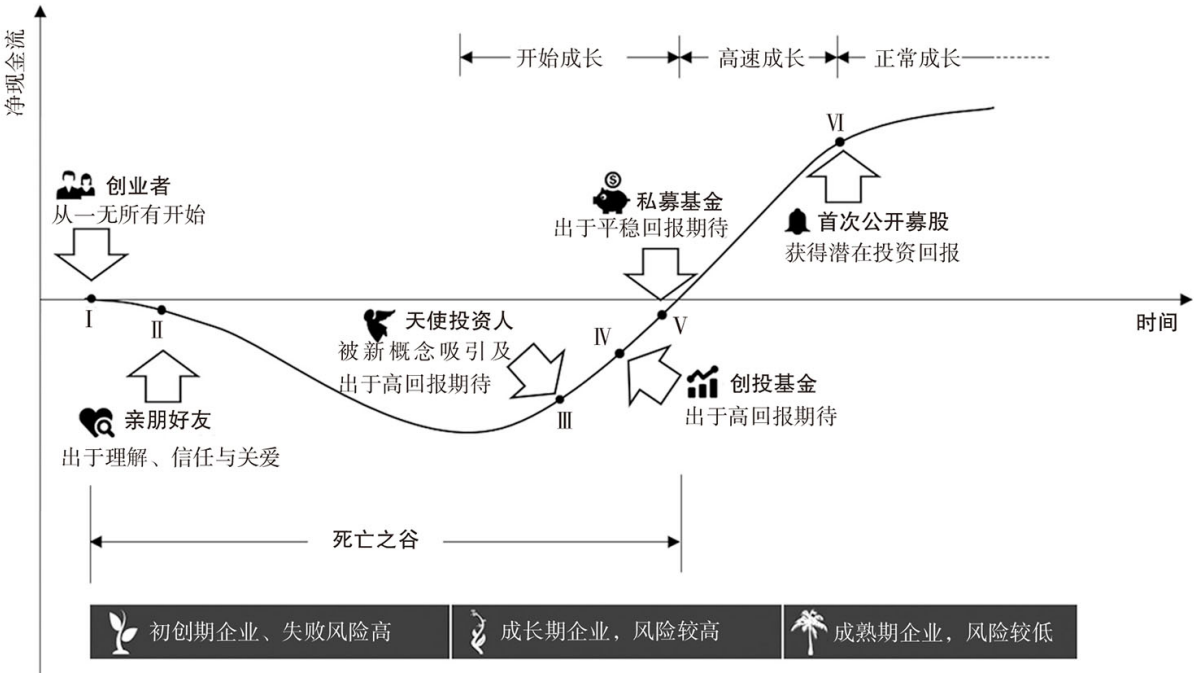 净现金流
开始成长
高速成长
正常成长
Ⅵ
创业者
从一无所有开始
私募基金
出于平稳回报期待
首次公开募股
获得潜在投资回报
Ⅰ
Ⅱ
天使投资人
被新概念吸引及
出于高回报期待
Ⅳ
Ⅴ
时间
创投基金
出于高回报期待
Ⅲ
亲朋好友
出于理解、信任与关爱
死亡之谷
初创期企业、失败风险高
成长期企业，风险较高
成熟期企业，风险较低